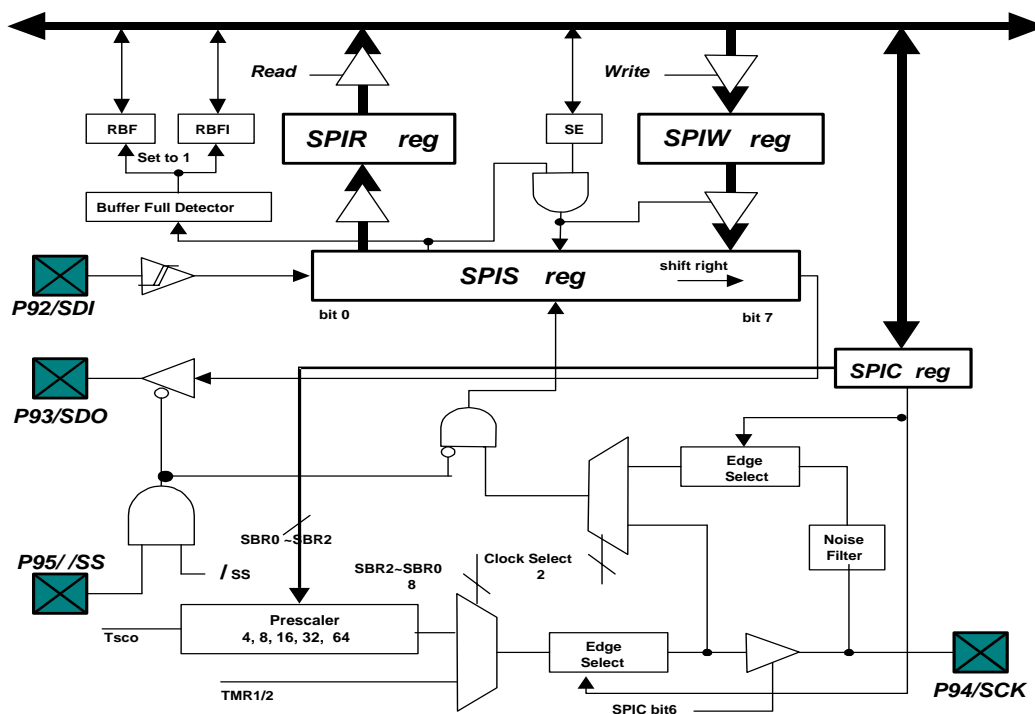 Read
Write
RBF
RBFI
SPIR reg
SE
SPIW reg
Set to 1
Buffer Full Detector
SPIS reg
shift right
P92/SDI
bit 0
bit 7
SPIC reg
P93/SDO
Edge
Select
Noise
Filter
SBR0 ~SBR2
P95/ /SS
/ SS
SBR2~SBR0
8
Clock Select
2
Prescaler
4, 8, 16, 32, 64
Tsco
Edge
Select
TMR1/2
SPIC bit6
P94/SCK